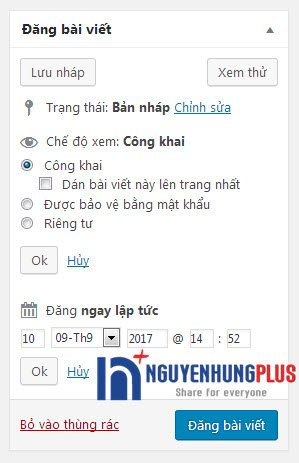 Đăng bài viết
Lưu nháp Xem thử
Trạng thái: Bản nháp Chỉnh sửa
Chế độ xem: Công khai
Công khai
Dán bài viết này lên trang nhất
Được bảo vệ bằng mật khẩu
Riêng tư
Ok Hủy
Đăng ngay lập tức
10 09-Th9 2017 @ 14 : 52
Ok Hủy
h+ NGUYENHUNGPLUS
Share for everyone
Bỏ vào thùng rác Đăng bài viết